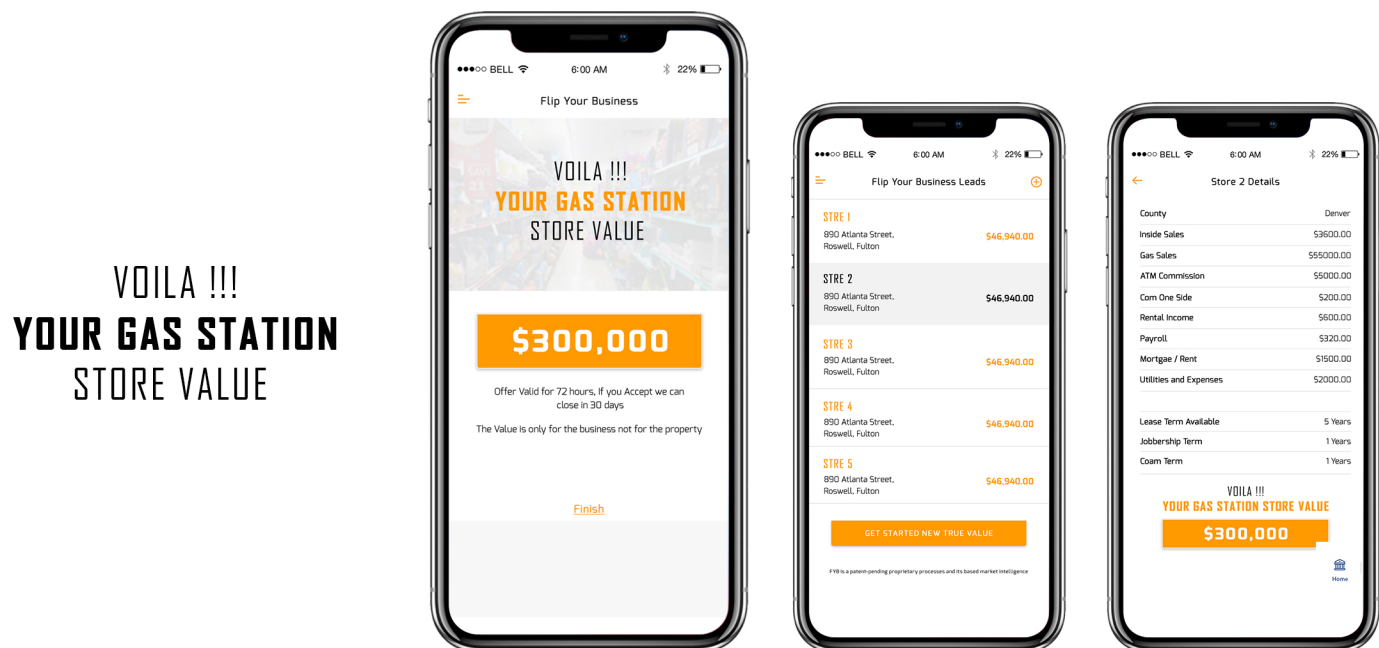 VOILA !!!
YOUR GAS STATION
STORE VALUE
●●●○○ BELL 6:00 AM 22%
Flip Your Business
VOILA !!!
YOUR GAS STATION
STORE VALUE
$300,000
Offer Valid for 72 hours, If you Accept we can
close in 30 days
The Value is only for the business not for the property
Finish
●●●○○ BELL 6:00 AM 22%
Flip Your Business Leads
STRE 1
890 Atlanta Street,
Roswell, Fulton
$46,940.00
STRE 2
890 Atlanta Street,
Roswell, Fulton
$46,940.00
STRE 3
890 Atlanta Street,
Roswell, Fulton
$46,940.00
STRE 4
890 Atlanta Street,
Roswell, Fulton
$46,940.00
STRE 5
890 Atlanta Street,
Roswell, Fulton
$46,940.00
GET STARTED NEW TRUE VALUE
FYB is a patent-pending proprietary processes and its based market intelligence
●●●○○ BELL 6:00 AM 22%
Store 2 Details
County Denver
Inside Sales $3600.00
Gas Sales $55000.00
ATM Commission $5000.00
Com One Side $200.00
Rental Income $600.00
Payroll $320.00
Mortgae / Rent $1500.00
Utilities and Expenses $2000.00
Lease Term Available 5 Years
Jobbership Term 1 Years
Coam Term 1 Years
VOILA !!!
YOUR GAS STATION STORE VALUE
$300,000
Home